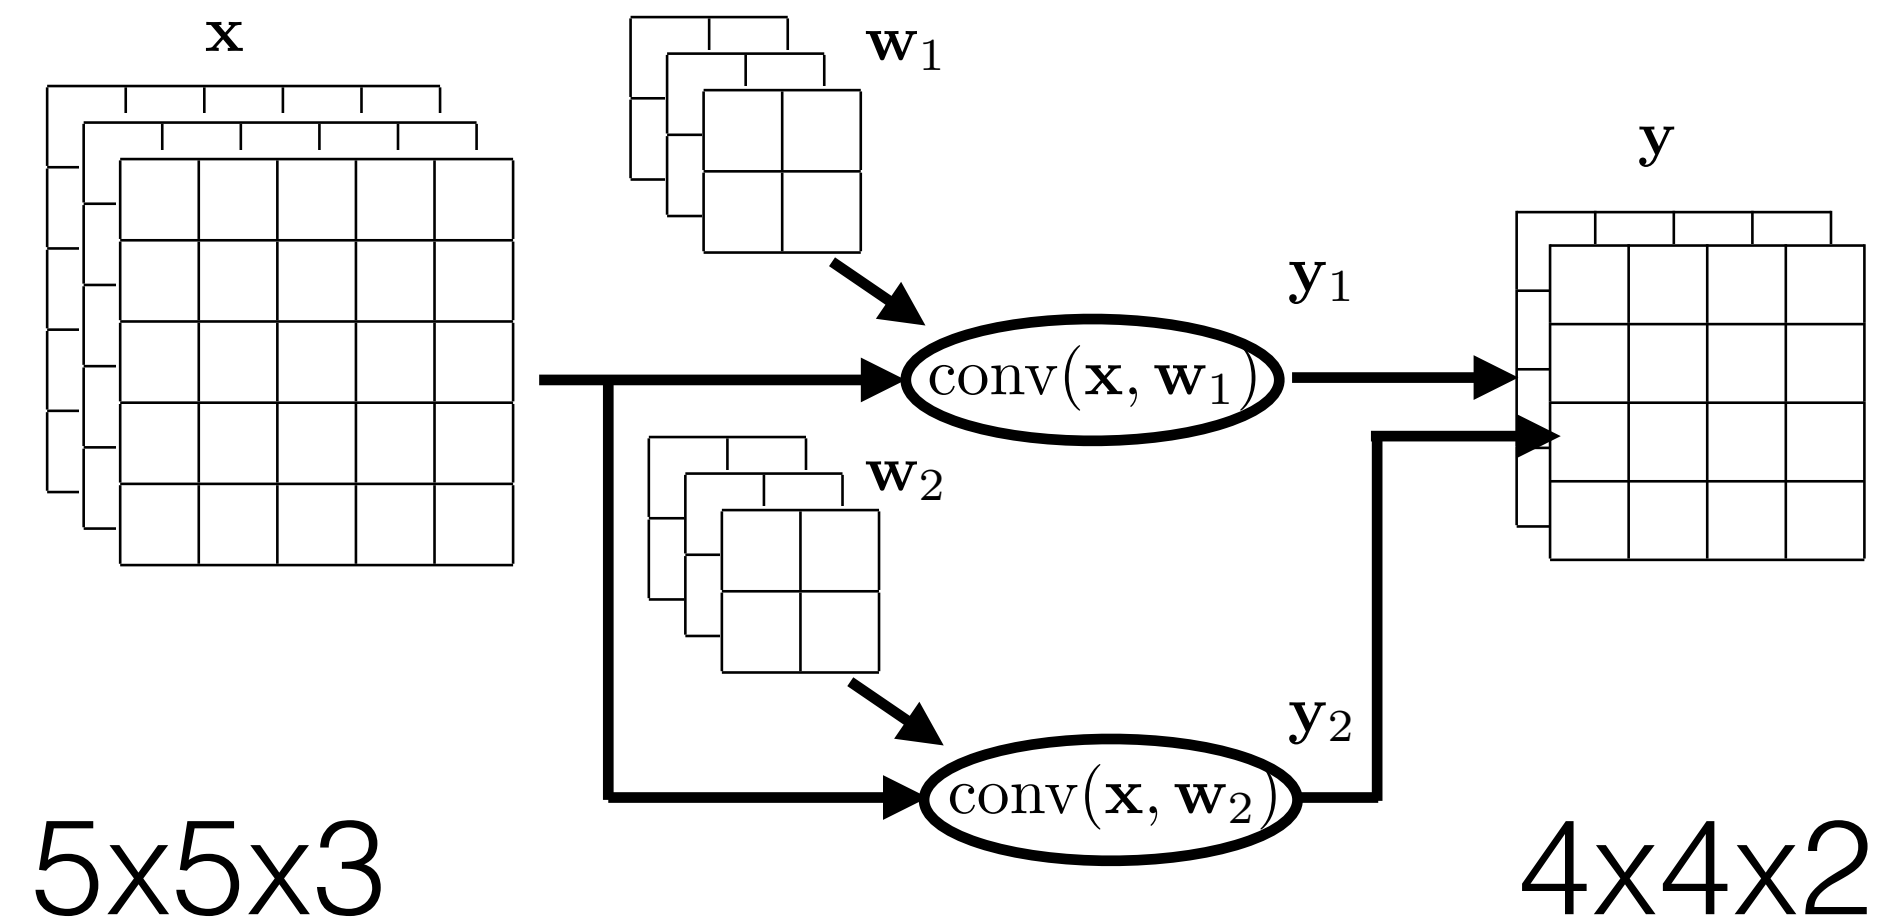 x
w₁
y
y₁
conv(x, w₁)
w₂
y₂
conv(x, w₂)
5x5x3
4x4x2